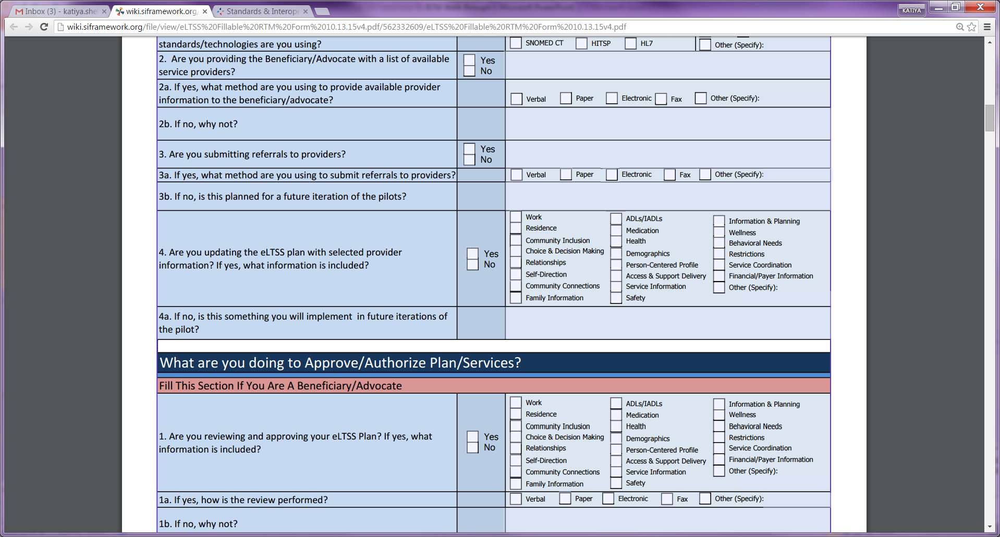 Inbox (3) - katiya.she
wiki.siframework.org/
Standards & Interope
KATIYA
wiki.siframework.org/file/view/eLTSS%20Fillable%20RTM%20Form%2010.13.15v4.pdf/562332609/eLTSS%20Fillable%20RTM%20Form%2010.13.15v4.pdf
standards/technologies are you using?
SNOMED CT HITSP HL7 Other (Specify):
2. Are you providing the Beneficiary/Advocate with a list of available
service providers?
Yes
No
2a. If yes, what method are you using to provide available provider
information to the beneficiary/advocate?
Verbal Paper Electronic Fax Other (Specify):
2b. If no, why not?
3. Are you submitting referrals to providers?
Yes
No
3a. If yes, what method are you using to submit referrals to providers?
Verbal Paper Electronic Fax Other (Specify):
3b. If no, is this planned for a future iteration of the pilots?
4. Are you updating the eLTSS plan with selected provider
information? If yes, what information is included?
Yes
No
Work
Residence
Community Inclusion
Choice & Decision Making
Relationships
Self-Direction
Community Connections
Family Information
ADLs/IADLs
Medication
Health
Demographics
Person-Centered Profile
Access & Support Delivery
Service Information
Safety
Information & Planning
Wellness
Behavioral Needs
Restrictions
Service Coordination
Financial/Payer Information
Other (Specify):
4a. If no, is this something you will implement in future iterations of
the pilot?
What are you doing to Approve/Authorize Plan/Services?
Fill This Section If You Are A Beneficiary/Advocate
1. Are you reviewing and approving your eLTSS Plan? If yes, what
information is included?
Yes
No
Work
Residence
Community Inclusion
Choice & Decision Making
Relationships
Self-Direction
Community Connections
Family Information
ADLs/IADLs
Medication
Health
Demographics
Person-Centered Profile
Access & Support Delivery
Service Information
Safety
Information & Planning
Wellness
Behavioral Needs
Restrictions
Service Coordination
Financial/Payer Information
Other (Specify):
1a. If yes, how is the review performed?
Verbal Paper Electronic Fax Other (Specify):
1b. If no, why not?